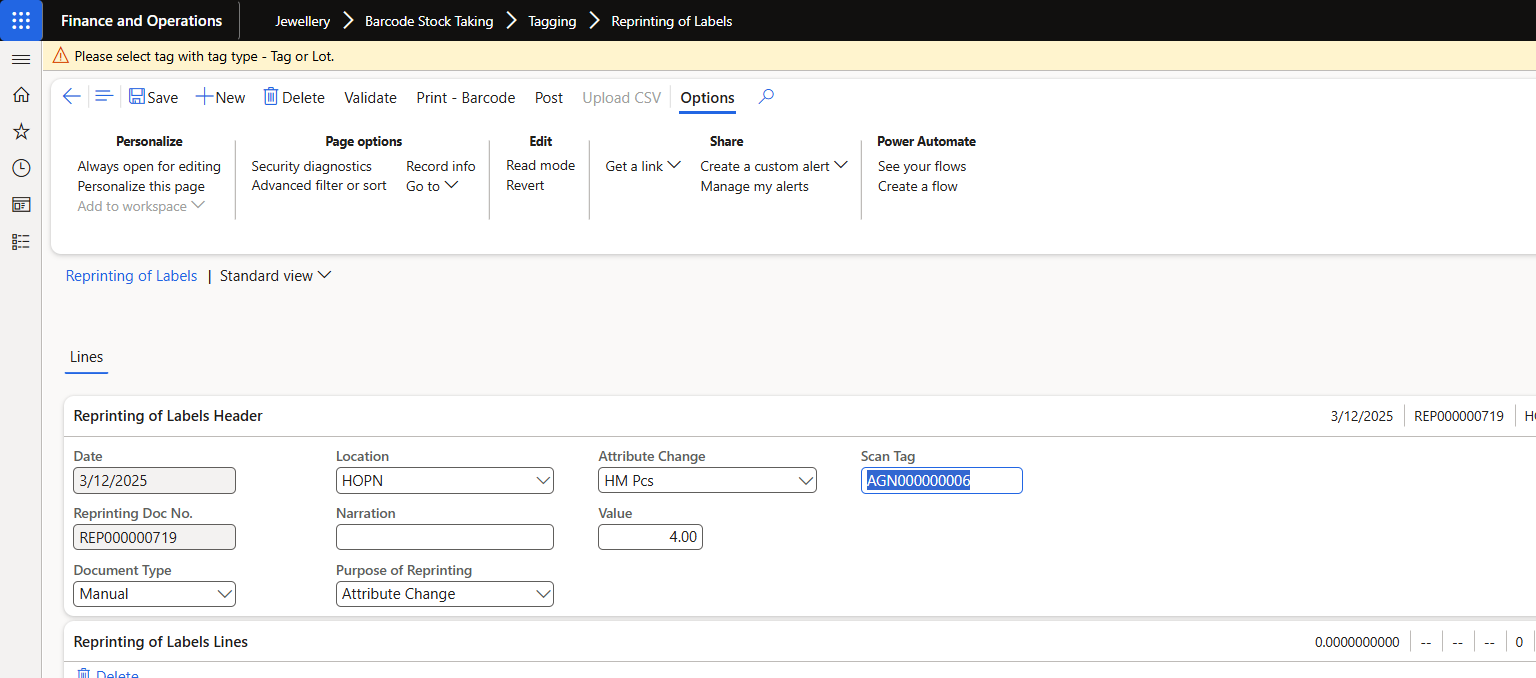 Finance and Operations Jewellery Barcode Stock Taking Tagging Reprinting of Labels
Please select tag with tag type - Tag or Lot.
Save New Delete Validate Print - Barcode Post Upload CSV Options
Personalize Page options Edit Share Power Automate
Always open for editing Security diagnostics Record info Read mode Get a link Create a custom alert See your flows
Personalize this page Advanced filter or sort Go to Revert Manage my alerts Create a flow
Add to workspace
Reprinting of Labels | Standard view
Lines
Reprinting of Labels Header 3/12/2025 REP000000719
Date Location Attribute Change Scan Tag
3/12/2025 HOPN HM Pcs AGN000000006
Reprinting Doc No. Narration Value
REP000000719 4.00
Document Type Purpose of Reprinting
Manual Attribute Change
Reprinting of Labels Lines 0.0000000000 -- -- -- 0
Delete